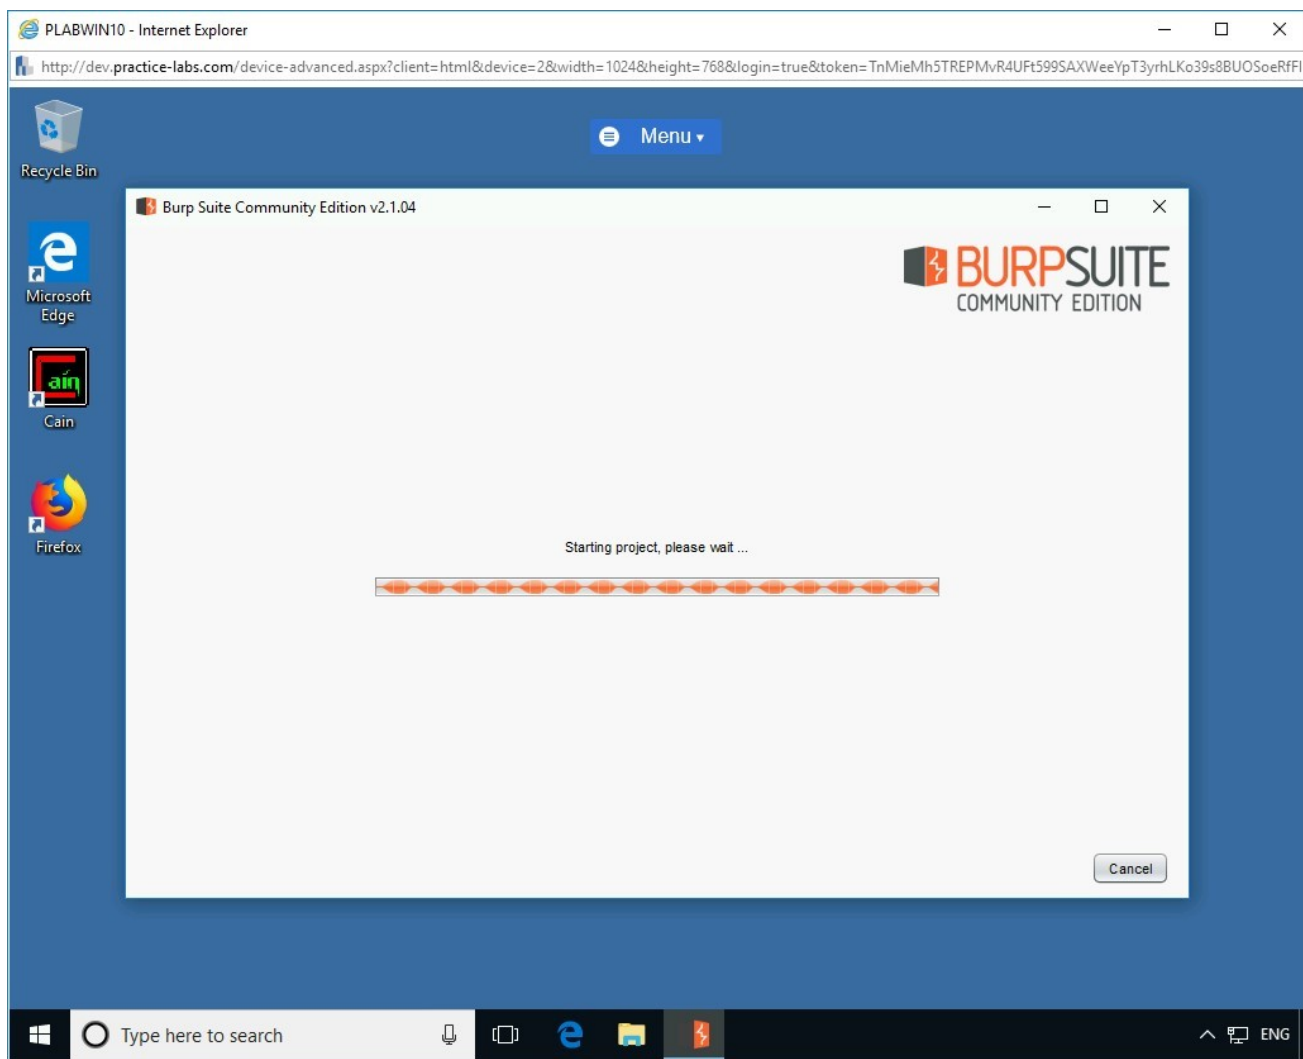 PLABWIN10 - Internet Explorer
http://dev.practice-labs.com/device-advanced.aspx?client=html&device=2&width=1024&height=768&login=true&token=TnMieMh5TREPMvR4UFt599SAXWeeYpT3yrhLKo39s8BUOSoeRfFI
Menu
Recycle Bin
Burp Suite Community Edition v2.1.04
BURPSUITE
COMMUNITY EDITION
Microsoft
Edge
Cain
Cain
Firefox
Starting project, please wait ...
Cancel
Type here to search
ENG